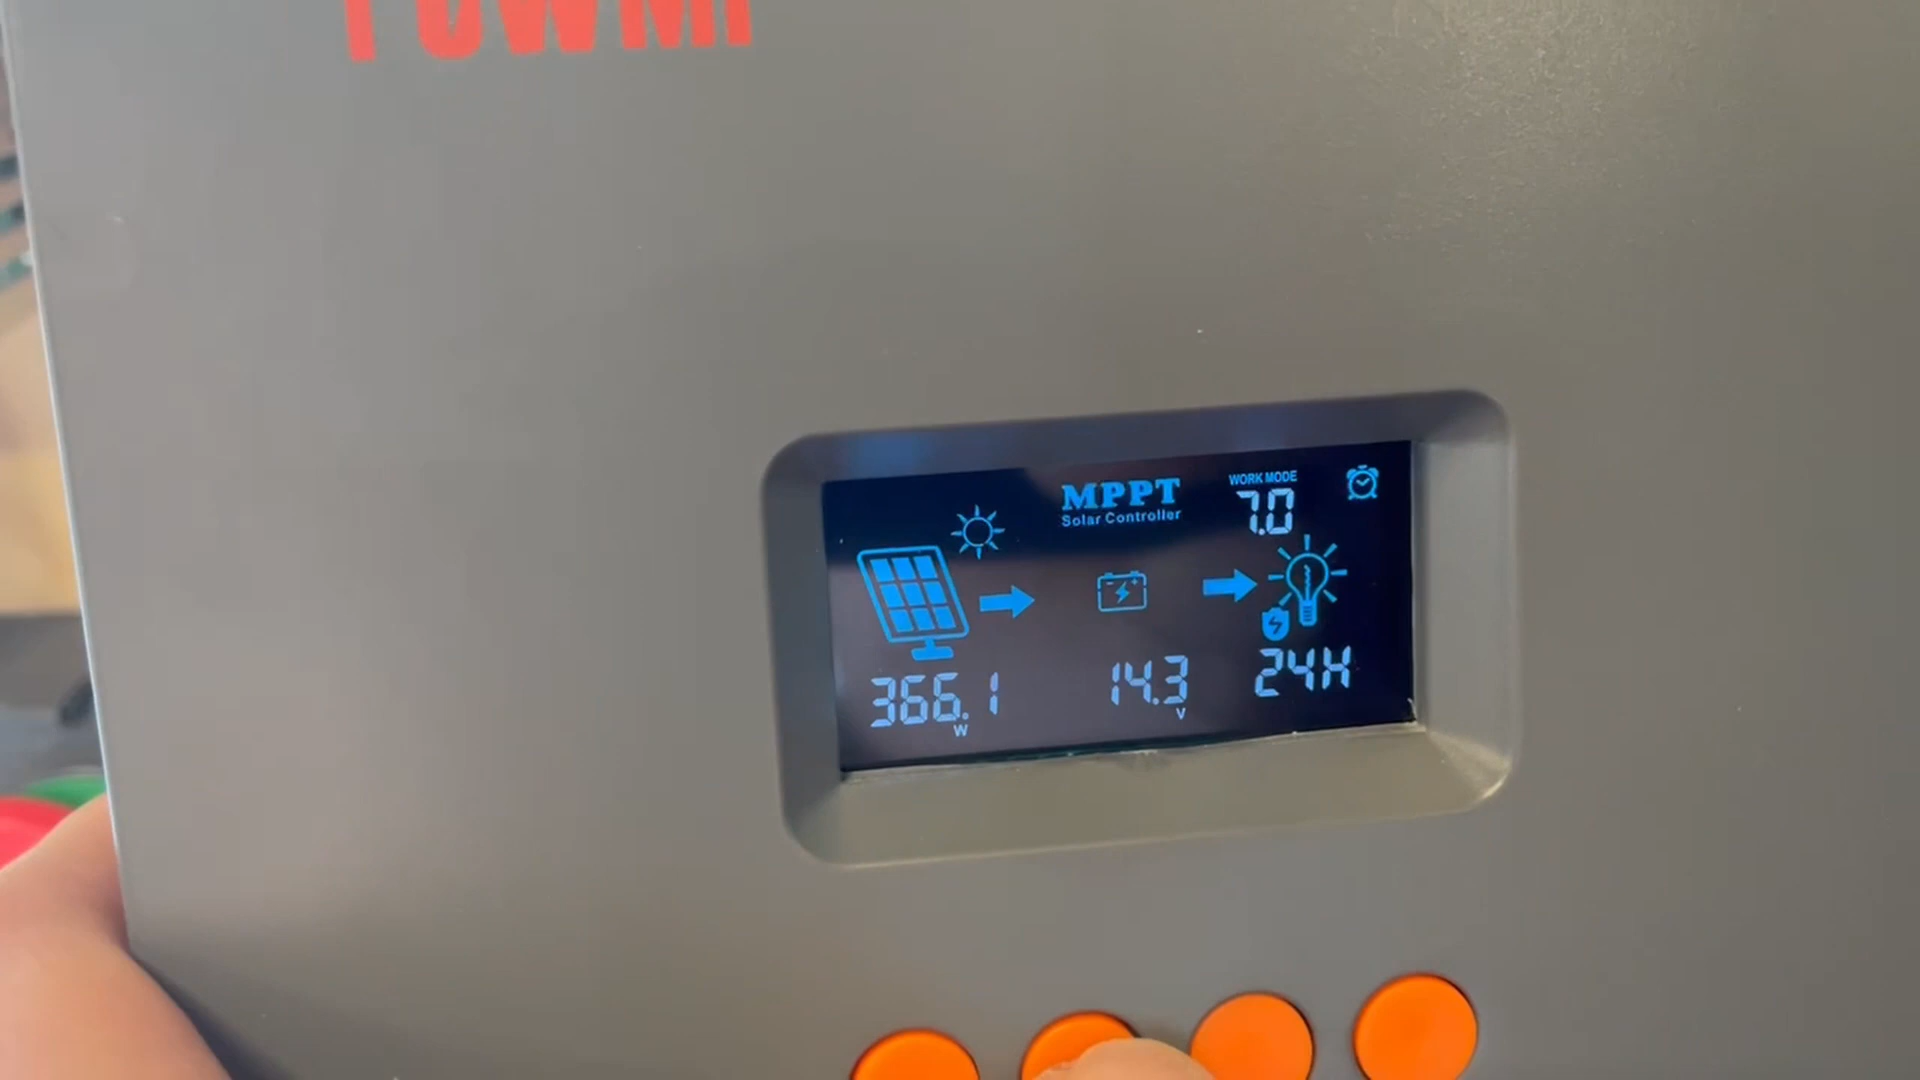 MPPT
Solar Controller
WORK MODE
7.0
366.1
W
14.3
V
24H